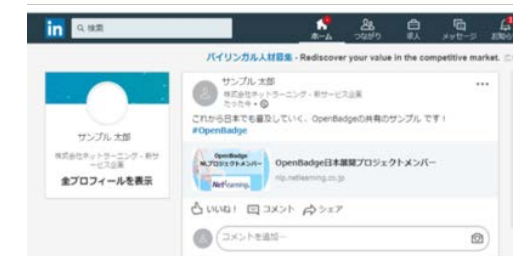 in 検索
ホーム つながり 求人 メッセージ
バイリンガル人材募集 - Rediscover your value in the competitive market.
サンプル 太郎
株式会社ネットラーニング・新サービス企画
たった今
これから日本でも普及していく、OpenBadgeの共有のサンプル です！
#OpenBadge
サンプル 太郎
株式会社ネットラーニング・新サービス企画
全プロフィールを表示
OpenBadge
NLプロジェクトメンバー
NetLearning.
OpenBadge日本展開プロジェクトメンバー
nlp.netlearning.co.jp
いいね！ コメント シェア
コメントを追加…